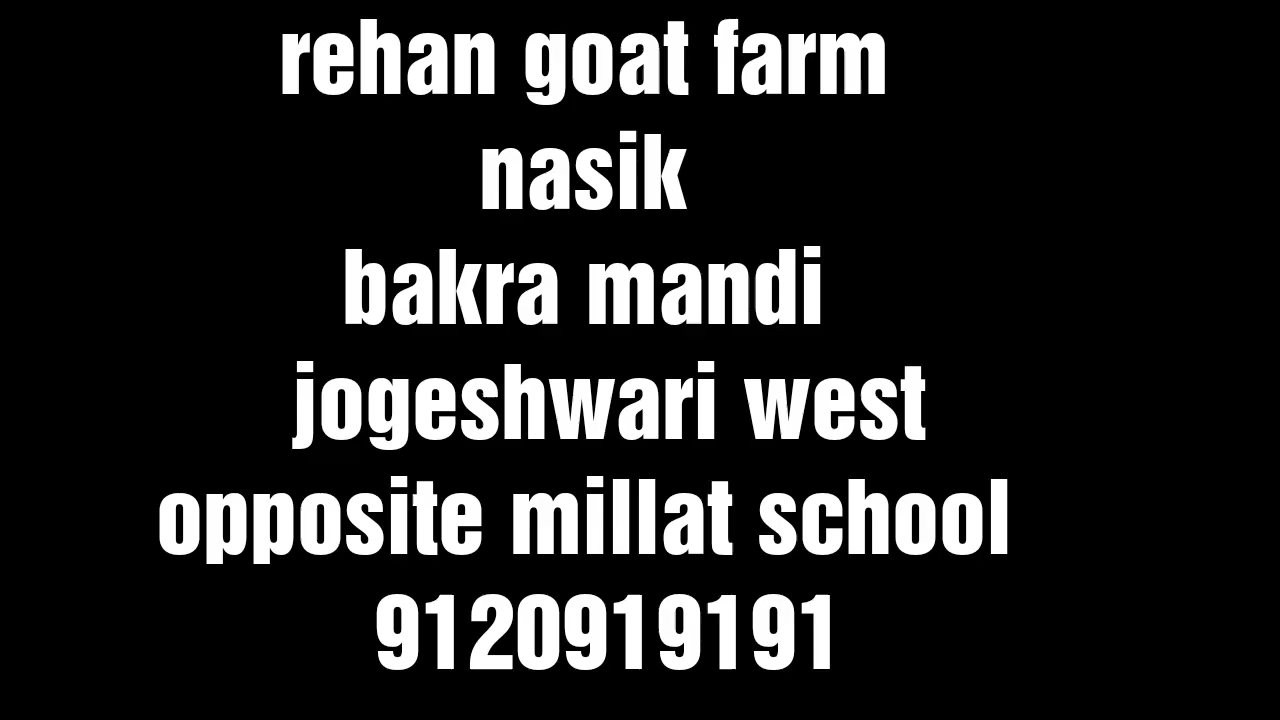 rehan goat farm
nasik
bakra mandi
jogeshwari west
opposite millat school
9120919191